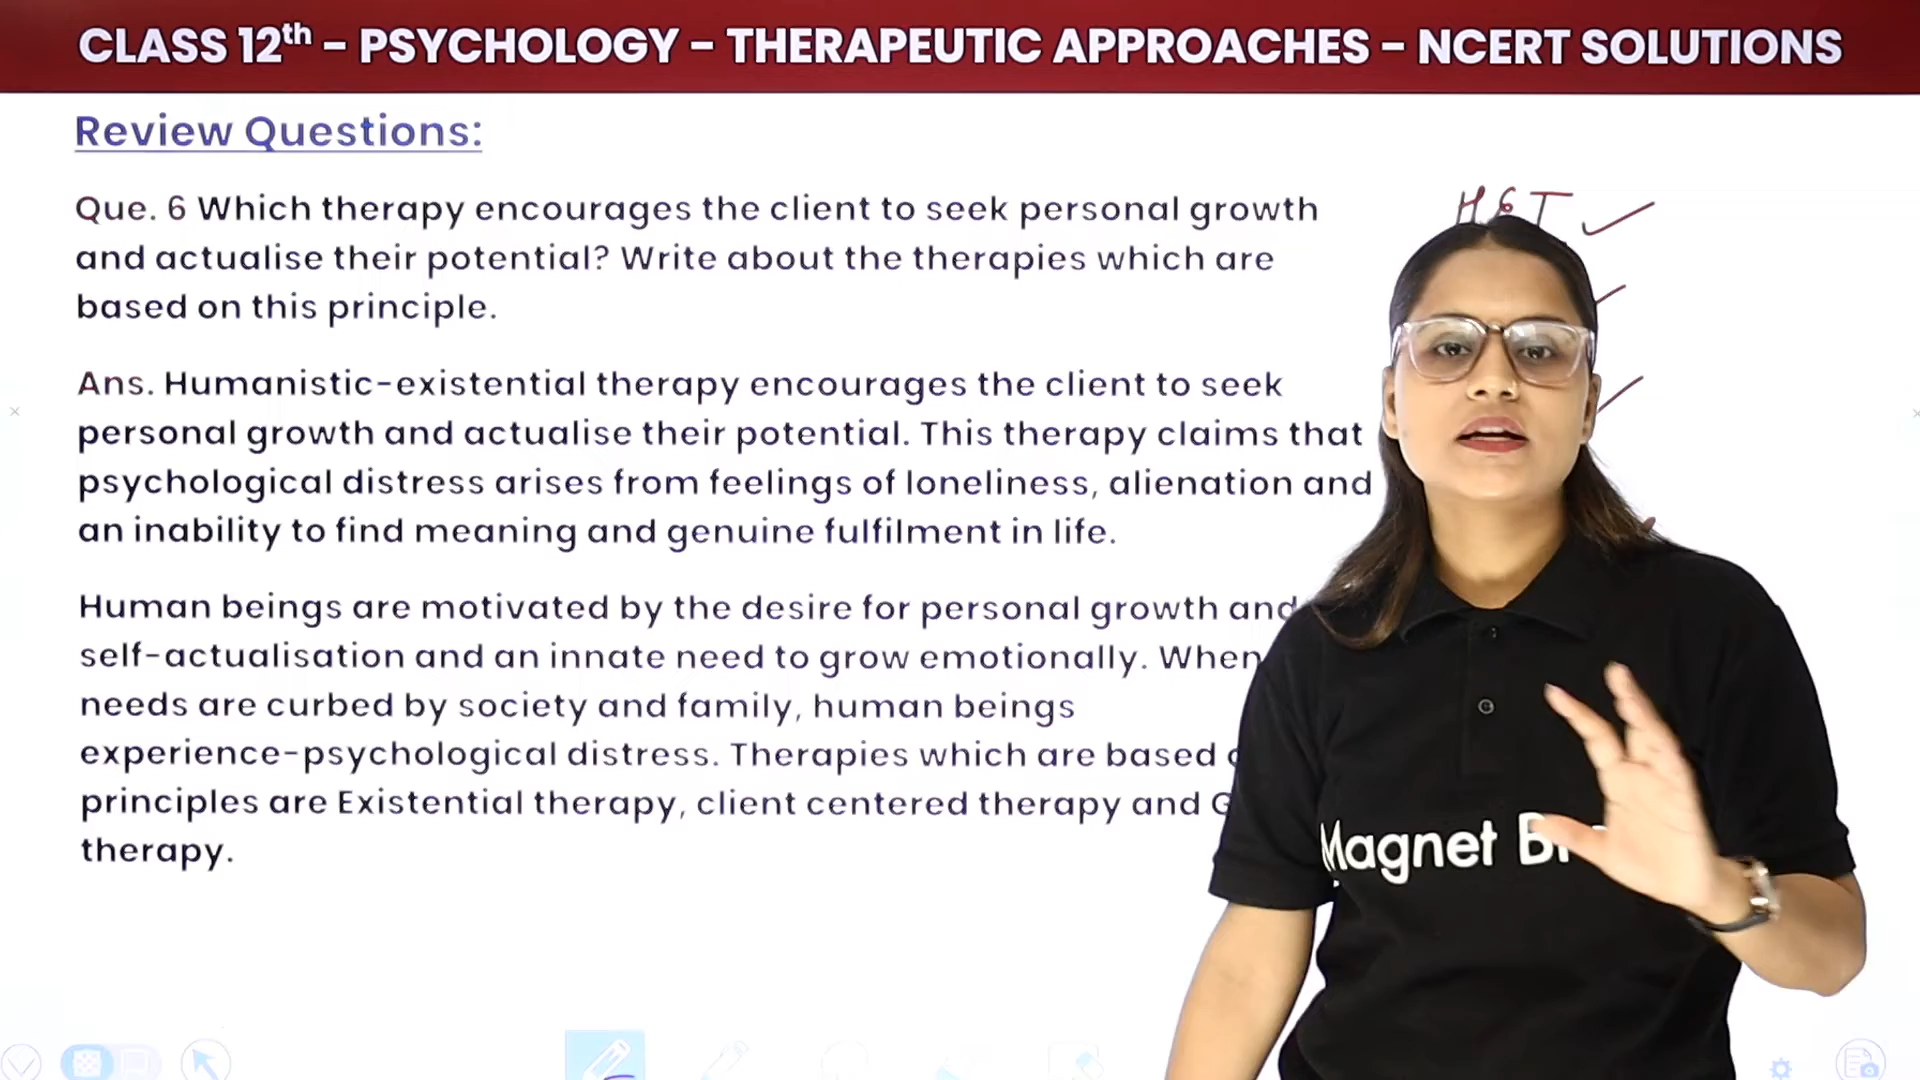 CLASS 12th - PSYCHOLOGY - THERAPEUTIC APPROACHES - NCERT SOLUTIONS
Review Questions:
Que. 6 Which therapy encourages the client to seek personal growth
and actualise their potential? Write about the therapies which are
based on this principle.
Ans. Humanistic-existential therapy encourages the client to seek
personal growth and actualise their potential. This therapy claims that
psychological distress arises from feelings of loneliness, alienation and
an inability to find meaning and genuine fulfilment in life.
Human beings are motivated by the desire for personal growth and
self-actualisation and an innate need to grow emotionally. When
needs are curbed by society and family, human beings
experience-psychological distress. Therapies which are based
principles are Existential therapy, client centered therapy and
therapy.
Magnet